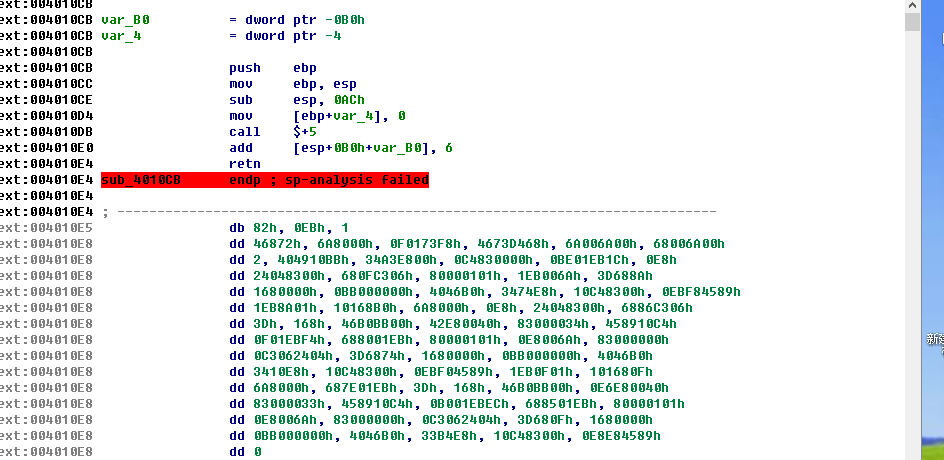 ext:004010CB
ext:004010CB var_B0 = dword ptr -0B0h
ext:004010CB var_4 = dword ptr -4
ext:004010CB
ext:004010CB push ebp
ext:004010CC mov ebp, esp
ext:004010CE sub esp, 0ACh
ext:004010D4 mov [ebp+var_4], 0
ext:004010DB call $+5
ext:004010E0 add [esp+0B0h+var_B0], 6
ext:004010E4 retn
ext:004010E4 sub_4010CB endp ; sp-analysis failed
ext:004010E4
ext:004010E4 ; ---------------------------------------------------------------------------
ext:004010E5 db 82h, 0EBh, 1
ext:004010E8 dd 46872h, 6A8000h, 0F0173F8h, 4673D468h, 6A006A00h, 68006A00h
ext:004010E8 dd 2, 404910BBh, 34A3E800h, 0C4830000h, 0BE01EB1Ch, 0E8h
ext:004010E8 dd 24048300h, 680FC306h, 80000101h, 1EB006Ah, 3D688Ah
ext:004010E8 dd 1680000h, 0BB000000h, 4046B0h, 3474E8h, 10C48300h, 0EBF84589h
ext:004010E8 dd 1EB8A01h, 10168B0h, 6A8000h, 0E8h, 24048300h, 6886C306h
ext:004010E8 dd 3Dh, 168h, 46B0BB00h, 42E80040h, 83000034h, 458910C4h
ext:004010E8 dd 0F01EBF4h, 688001EBh, 80000101h, 0E8006Ah, 83000000h
ext:004010E8 dd 0C3062404h, 3D6874h, 1680000h, 0BB000000h, 4046B0h
ext:004010E8 dd 3410E8h, 10C48300h, 0EBF04589h, 1EB0F01h, 101680Fh
ext:004010E8 dd 6A8000h, 687E01EBh, 3Dh, 168h, 46B0BB00h, 0E6E80040h
ext:004010E8 dd 83000033h, 458910C4h, 0B001EBECh, 688501EBh, 80000101h
ext:004010E8 dd 0E8006Ah, 83000000h, 0C3062404h, 3D680Fh, 1680000h
ext:004010E8 dd 0BB000000h, 4046B0h, 33B4E8h, 10C48300h, 0E8E84589h
ext:004010E8 dd 0